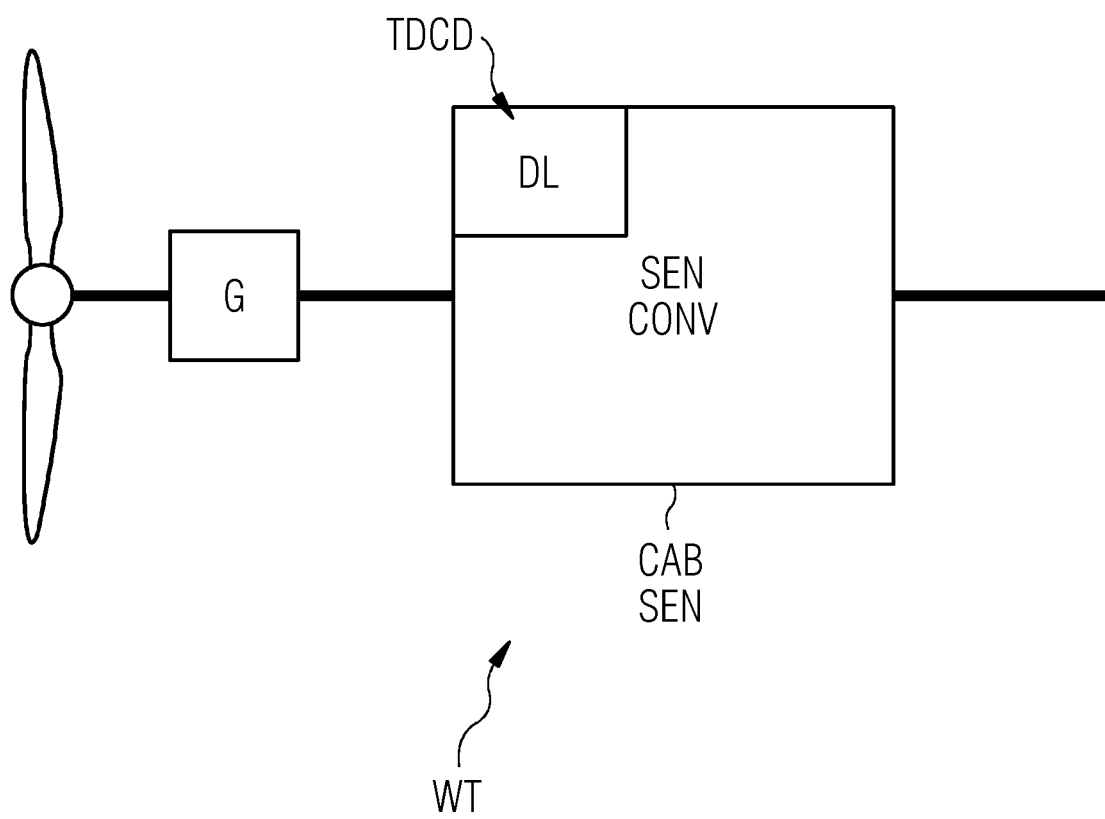 TDCD
DL
G
SEN
CONV
CAB
SEN
WT